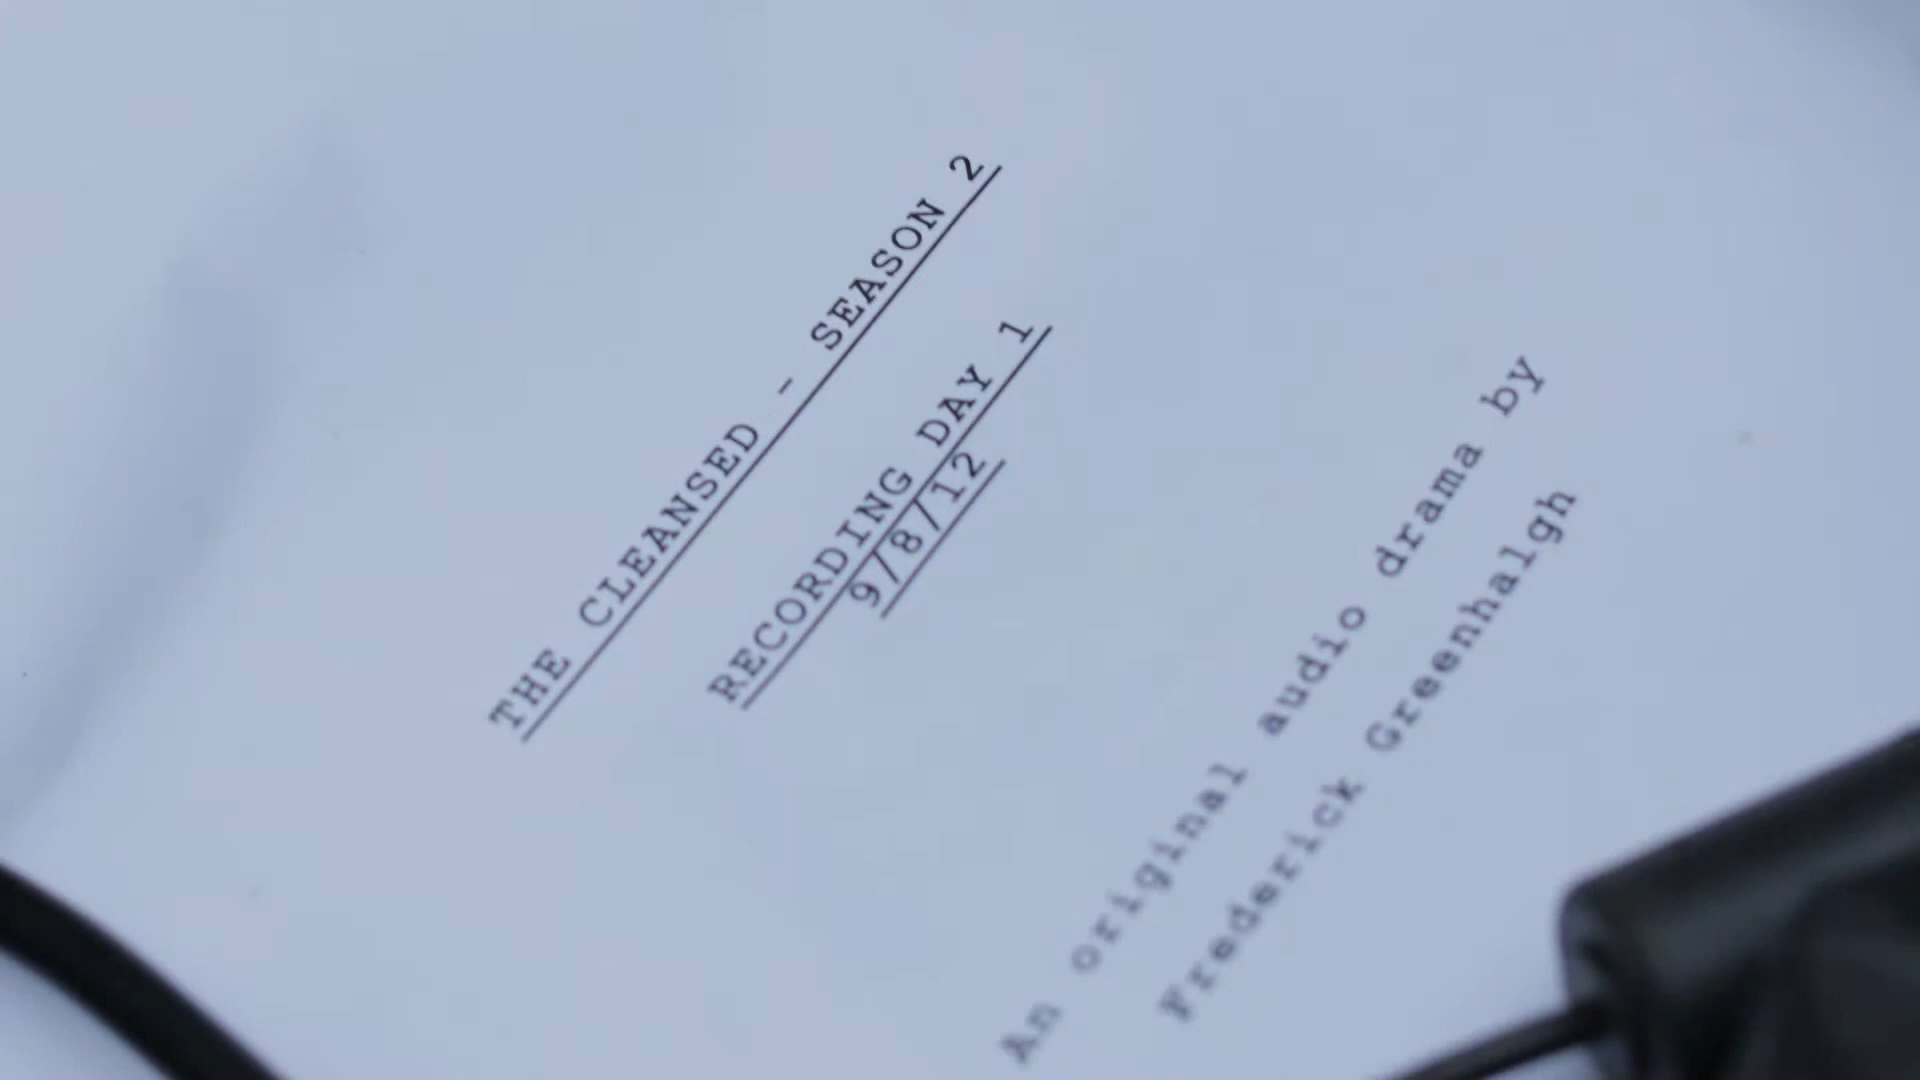 THE CLEANSED - SEASON 2
RECORDING DAY 1
9/8/12
An original audio drama by
Frederick Greenhalgh